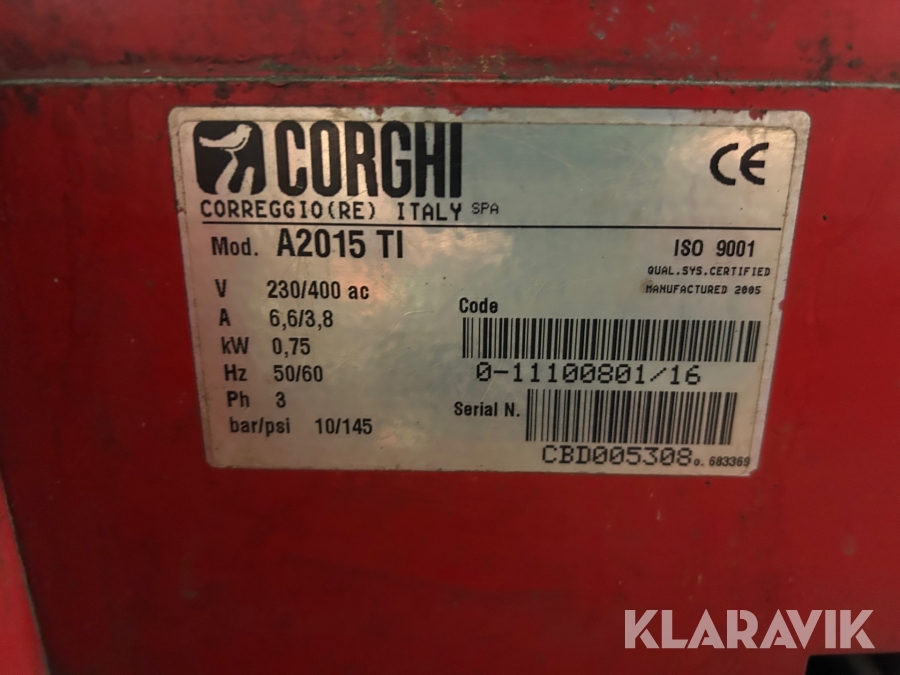 CORGHI
CE
CORREGGIO(RE) ITALY SPA
Mod. A2015 TI
ISO 9001
QUAL.SYS.CERTIFIED
MANUFACTURED 2005
V 230/400 ac
A 6,6/3,8
kW 0,75
Hz 50/60
Ph 3
bar/psi 10/145
Code
0-11100801/16
Serial N.
CBD005308
0. 683369
KLARAVIK